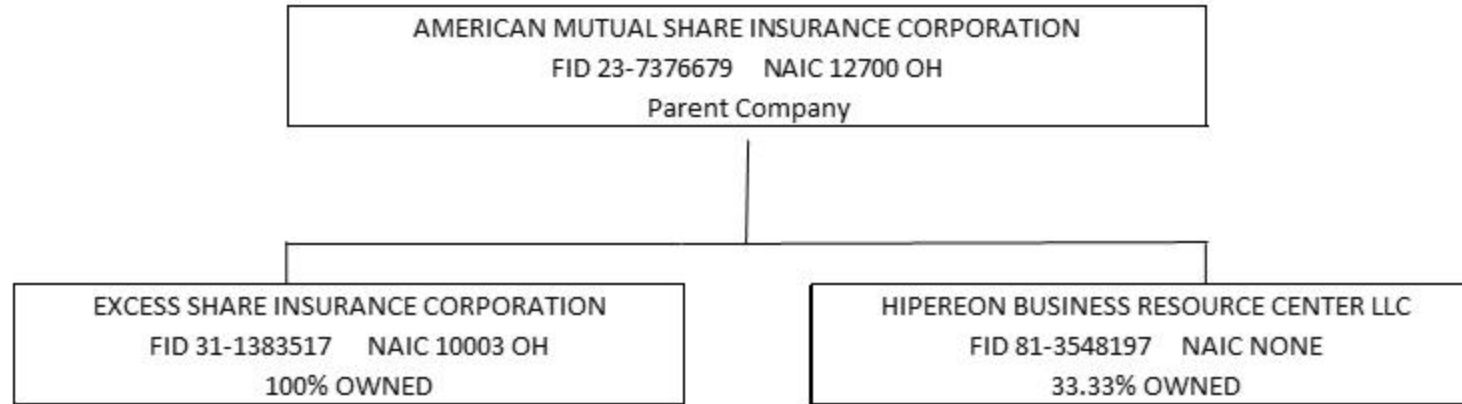 AMERICAN MUTUAL SHARE INSURANCE CORPORATION
FID 23-7376679 NAIC 12700 OH
Parent Company
EXCESS SHARE INSURANCE CORPORATION
FID 31-1383517 NAIC 10003 OH
100% OWNED
HIPEREON BUSINESS RESOURCE CENTER LLC
FID 81-3548197 NAIC NONE
33.33% OWNED